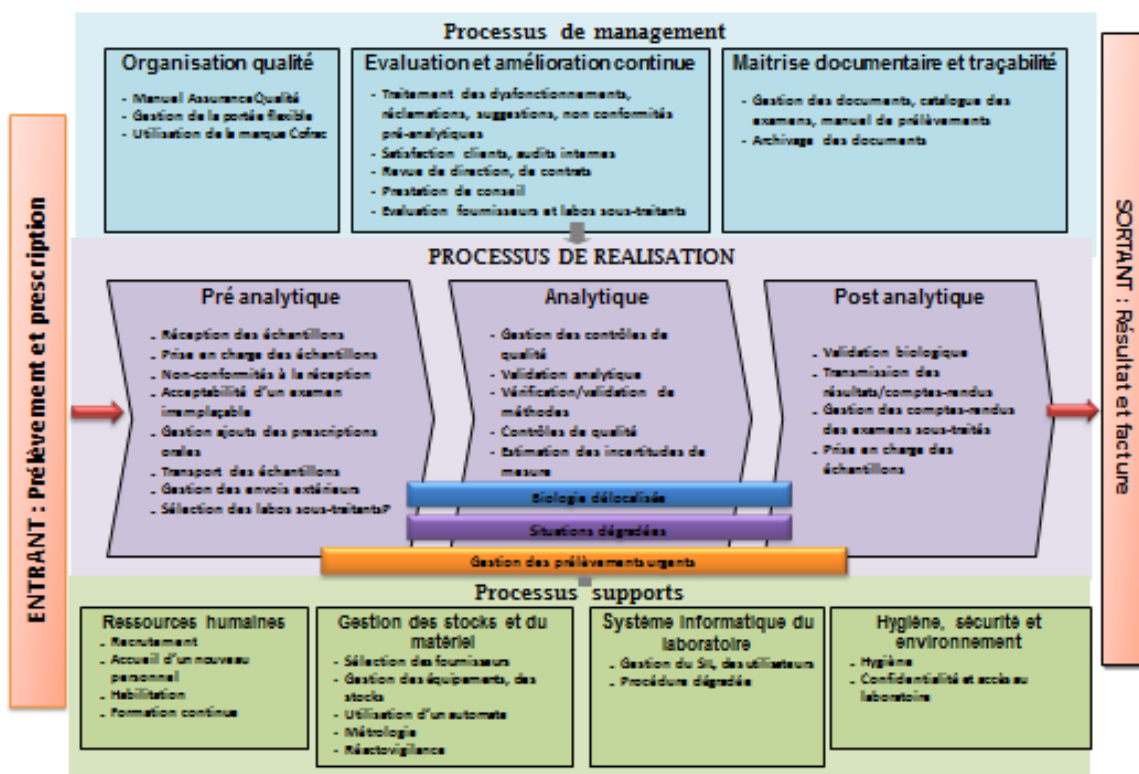 Processus de management
ENTRANT : Prélèvement et prescription
Organisation qualité
- Manuel Assurance Qualité
- Gestion de la portée flexible
- Utilisation de la marque Cofrac
Evaluation et amélioration continue
- Traitement des dysfonctionnements,
réclamations, suggestions, non conformités
pré-analytiques
- Satisfaction clients, audits internes
- Revue de direction, de contrats
- Prestation de conseil
- Evaluation fournisseurs et labos sous-traitants
Maitrise documentaire et traçabilité
- Gestion des documents, catalogue des
examens, manuel de prélèvements
- Archivage des documents
PROCESSUS DE REALISATION
Pré analytique
. Réception des échantillons
. Prise en charge des échantillons
. Non-conformités à la réception
. Acceptabilité d'un examen
irremplaçable
. Gestion ajouts des prescriptions
orales
. Transport des échantillons
. Gestion des envois extérieurs
. Sélection des labos sous-traitantsP
Analytique
- Gestion des contrôles de
qualité
- Validation analytique
- Vérification/validation de
méthodes
- Contrôles de qualité
- Estimation des incertitudes de
mesure
Post analytique
. Validation biologique
. Transmission des
résultats/comptes-rendus
. Gestion des comptes-rendus
des examens sous-traités
. Prise en charge des
échantillons
Biologie délocalisée
Situations dégradées
Gestion des prélèvements urgents
Processus supports
Ressources humaines
. Recrutement
. Accueil d'un nouveau
personnel
. Habilitation
. Formation continue
Gestion des stocks et du
matériel
- Sélection des fournisseurs
- Gestion des équipements, des
stocks
- Utilisation d'un automate
- Métrologie
- Réactovigilance
Système informatique du
laboratoire
. Gestion du SIL, des utilisateurs
. Procédure dégradée
Hygiène, sécurité et
environnement
. Hygiène
. Confidentialité et accès au
laboratoire
SORTANT : Résultat et facture